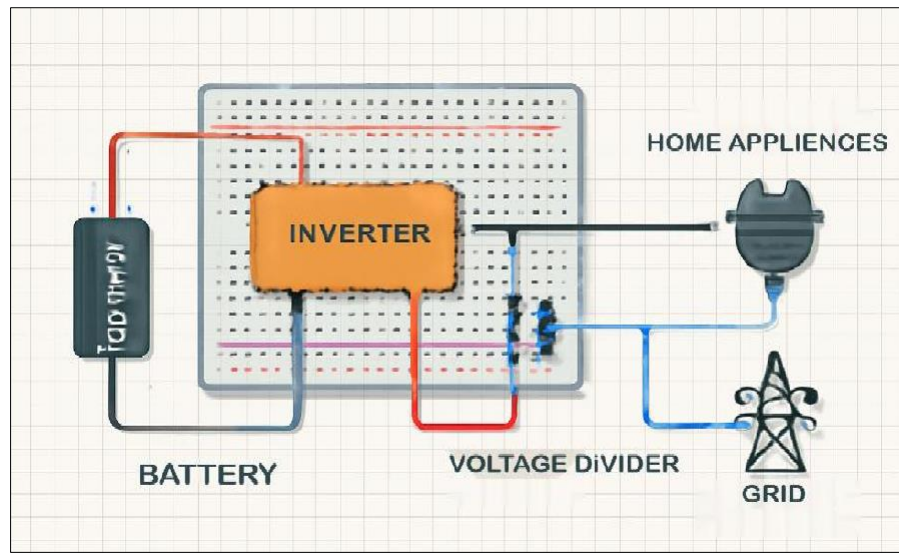 HOME APPLIENCES
INVERTER
BATTERY
VOLTAGE DiVIDER
GRID